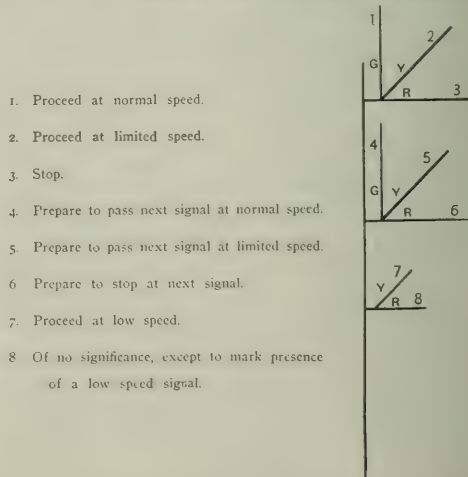 1. Proceed at normal speed.
2. Proceed at limited speed.
3. Stop.
4. Prepare to pass next signal at normal speed.
5. Prepare to pass next signal at limited speed.
6 Prepare to stop at next signal.
7. Proceed at low speed.
8 Of no significance, except to mark presence
of a low speed signal.
1
2
G
Y
R
3
4
5
G
Y
R
6
7
Y
R
8